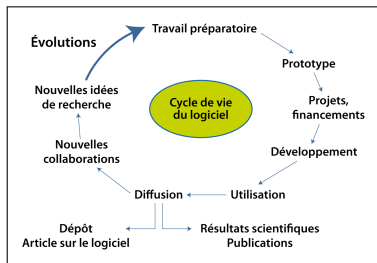 Évolutions
Travail préparatoire
Prototype
Projets,
financements
Développement
Utilisation
Diffusion
Nouvelles
collaborations
Nouvelles idées
de recherche
Cycle de vie
du logiciel
Dépôt
Article sur le logiciel
Résultats scientifiques
Publications